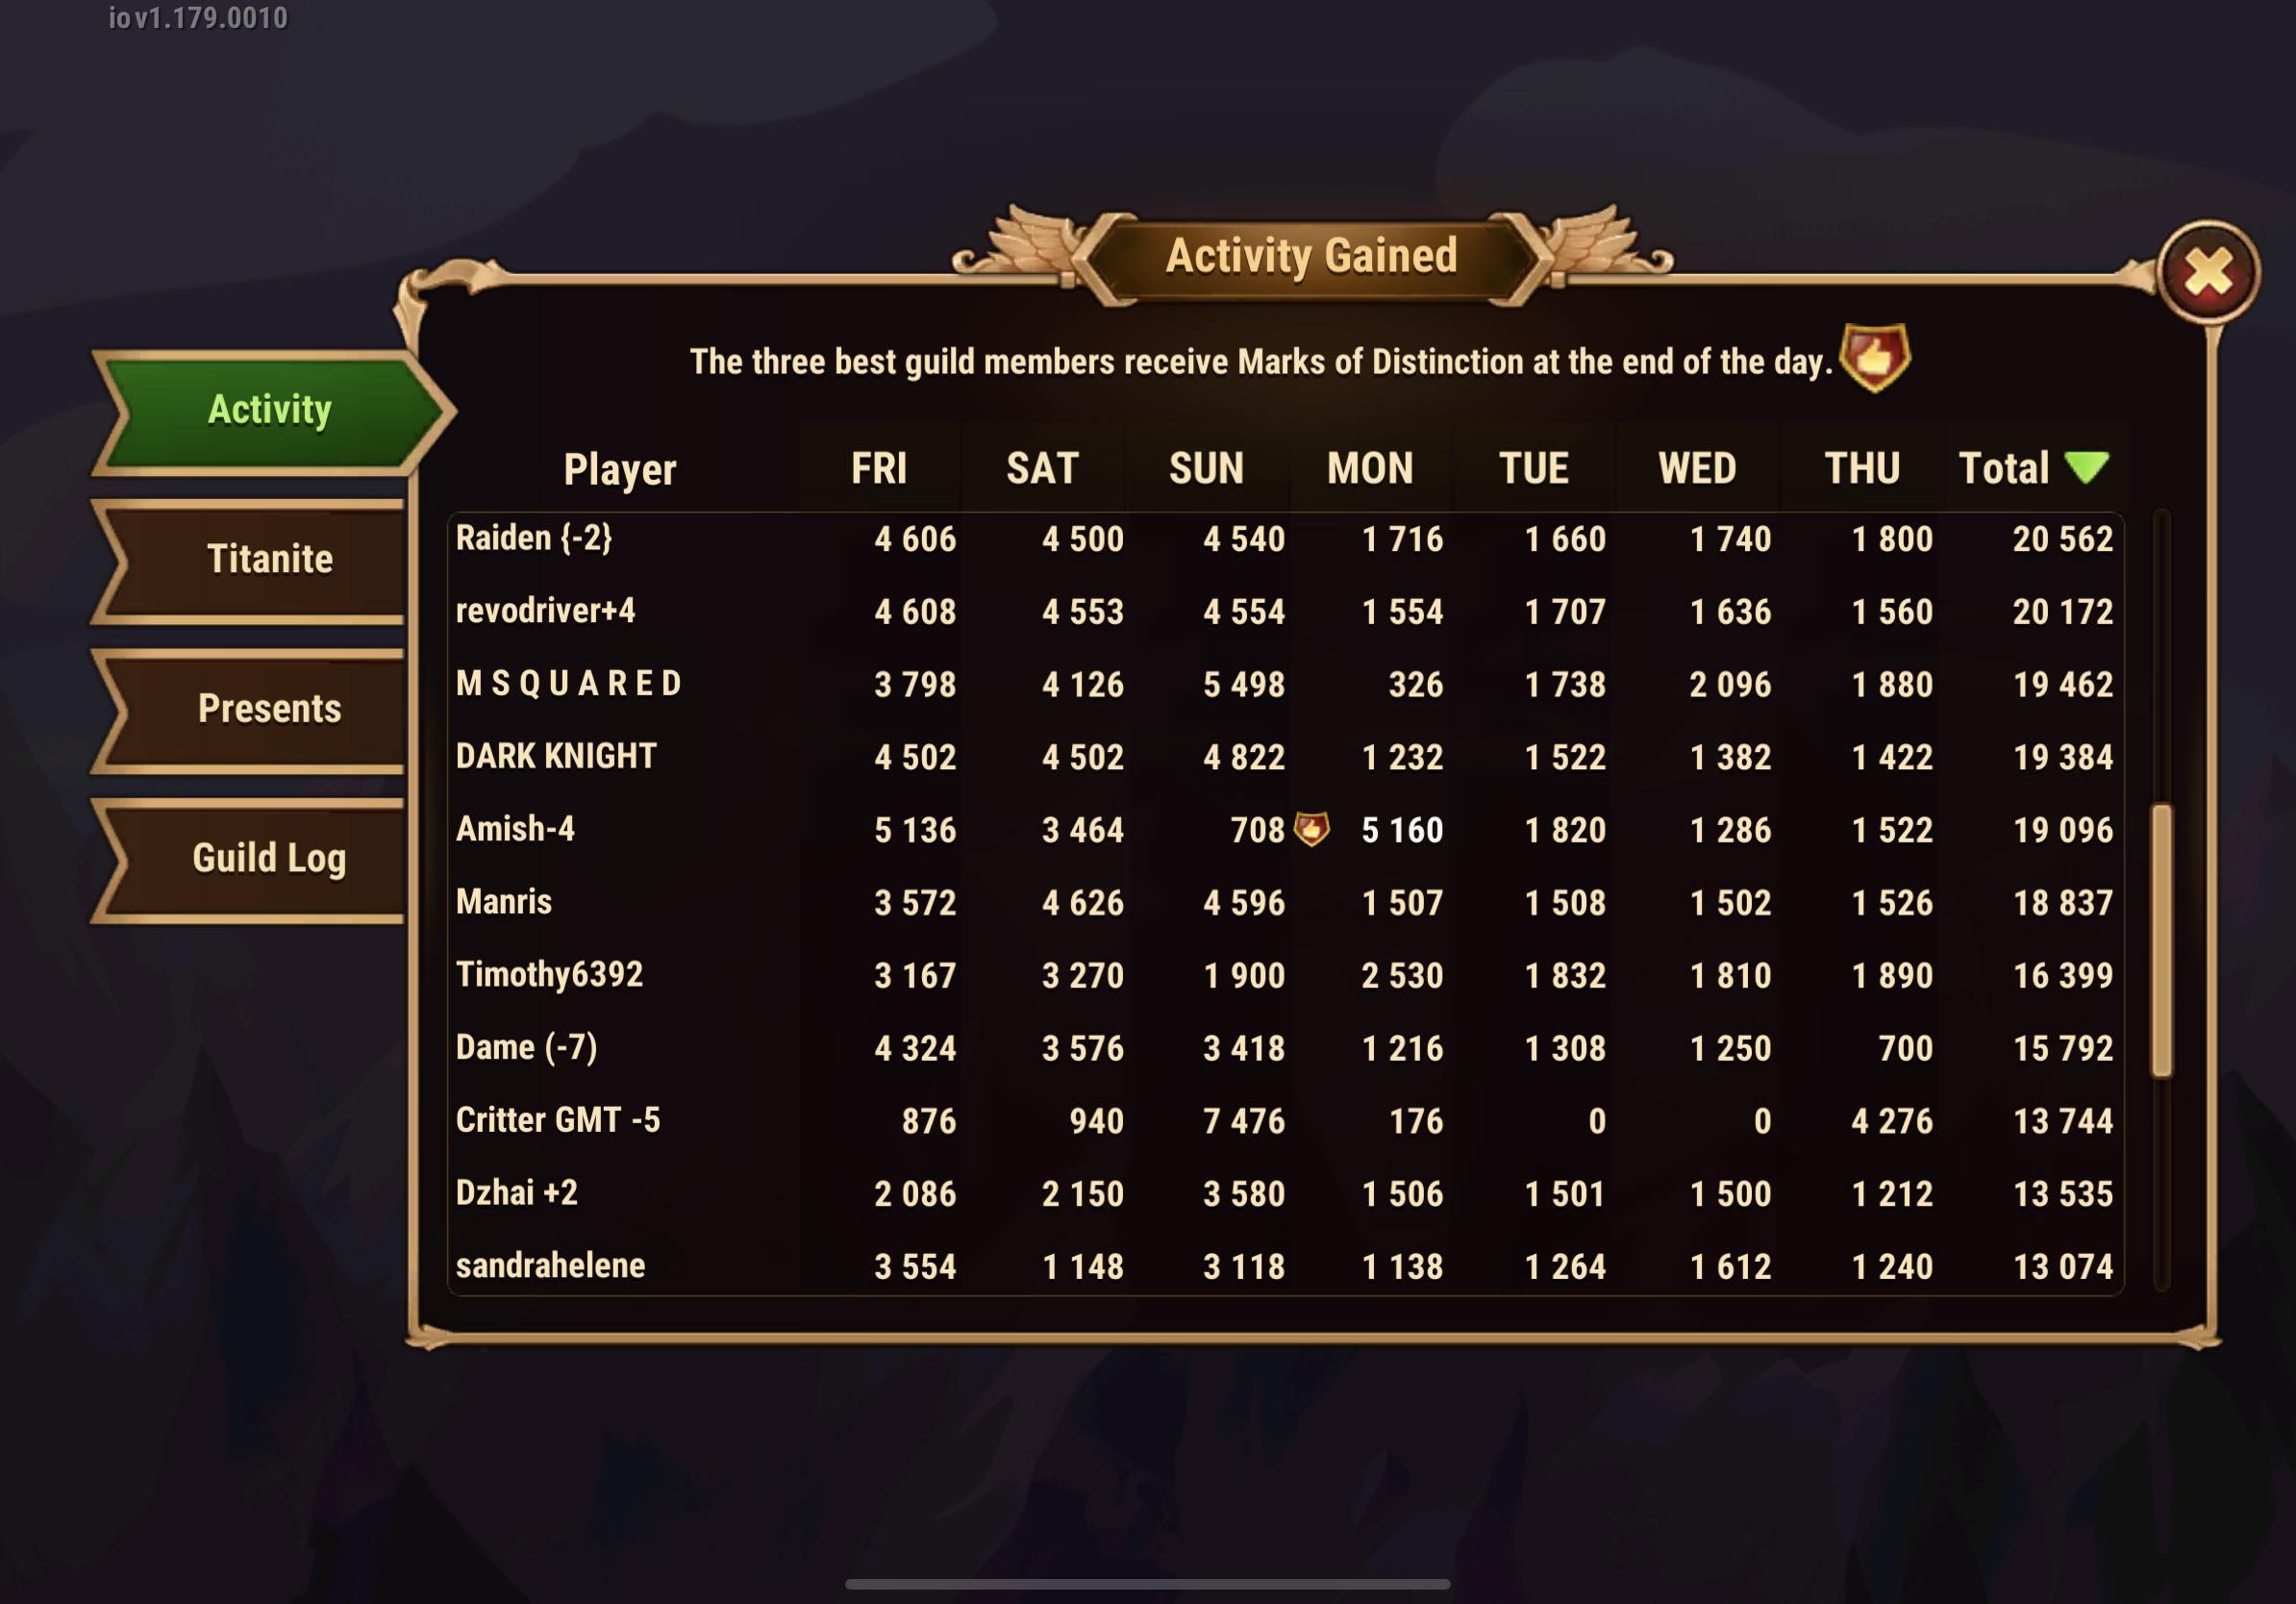 iov1.179.0010
Activity Gained
The three best guild members receive Marks of Distinction at the end of the day.
Activity
Titanite
Presents
Guild Log
Player FRI SAT SUN MON TUE WED THU Total
Raiden {-2} 4 606 4 500 4 540 1 716 1 660 1 740 1 800 20 562
revodriver+4 4 608 4 553 4 554 1 554 1 707 1 636 1 560 20 172
M S Q U A R E D 3 798 4 126 5 498 326 1 738 2 096 1 880 19 462
DARK KNIGHT 4 502 4 502 4 822 1 232 1 522 1 382 1 422 19 384
Amish-4 5 136 3 464 708 5 160 1 820 1 286 1 522 19 096
Manris 3 572 4 626 4 596 1 507 1 508 1 502 1 526 18 837
Timothy6392 3 167 3 270 1 900 2 530 1 832 1 810 1 890 16 399
Dame (-7) 4 324 3 576 3 418 1 216 1 308 1 250 700 15 792
Critter GMT -5 876 940 7 476 176 0 0 4 276 13 744
Dzhai +2 2 086 2 150 3 580 1 506 1 501 1 500 1 212 13 535
sandrahelene 3 554 1 148 3 118 1 138 1 264 1 612 1 240 13 074